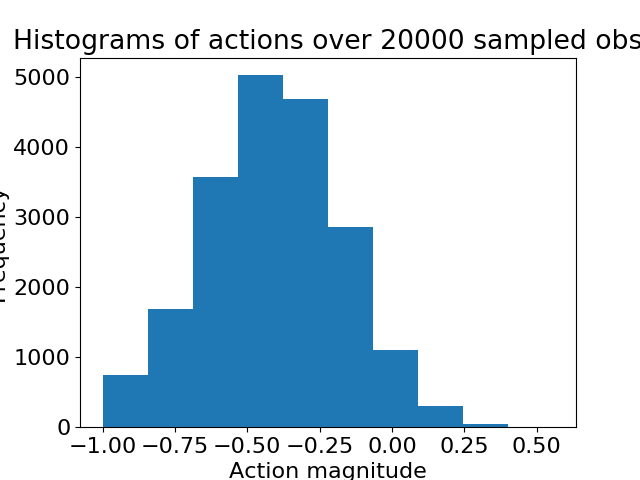 Histograms of actions over 20000 sampled obs
5000
4000
3000
2000
1000
0
Frequency
−1.00 −0.75 −0.50 −0.25 0.00 0.25 0.50
Action magnitude